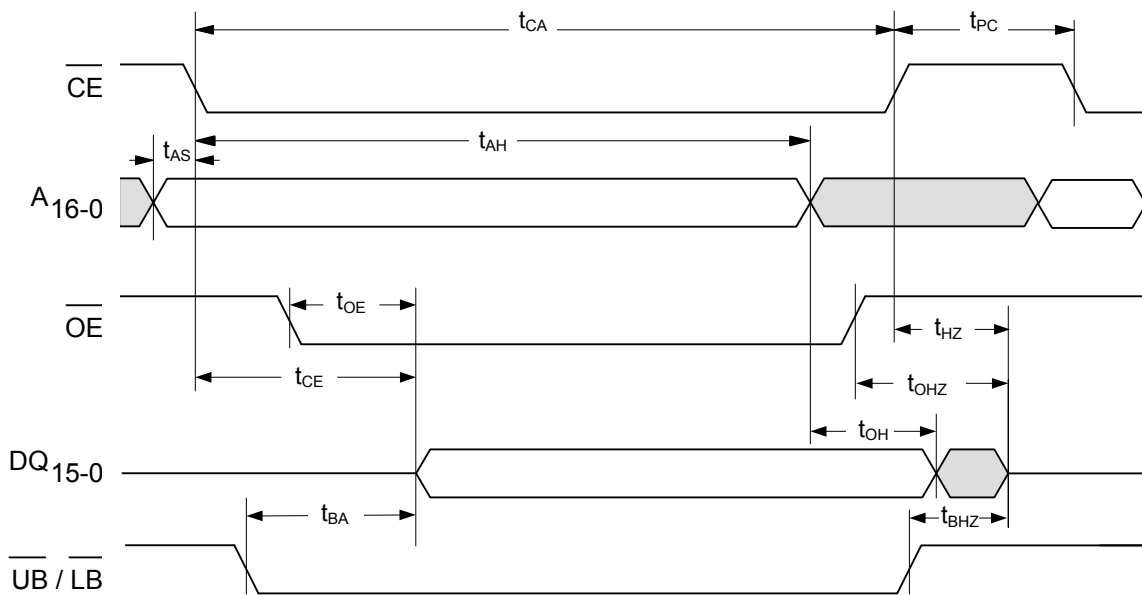 tCA
tPC
CE
tAH
tAS
A16-0
tOE
OE
tHZ
tCE
tOHZ
tOH
DQ15-0
tBA
tBHZ
UB / LB